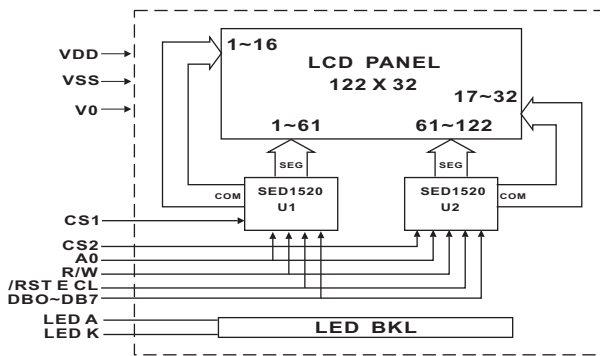 VDD
VSS
V0
1~16
LCD PANEL
122 X 32
17~32
1~61
61~122
SEG
SEG
COM
SED1520
U1
SED1520
U2
COM
CS1
CS2
A0
R/W
/RST E CL
DBO~DB7
LED A
LED K
LED BKL